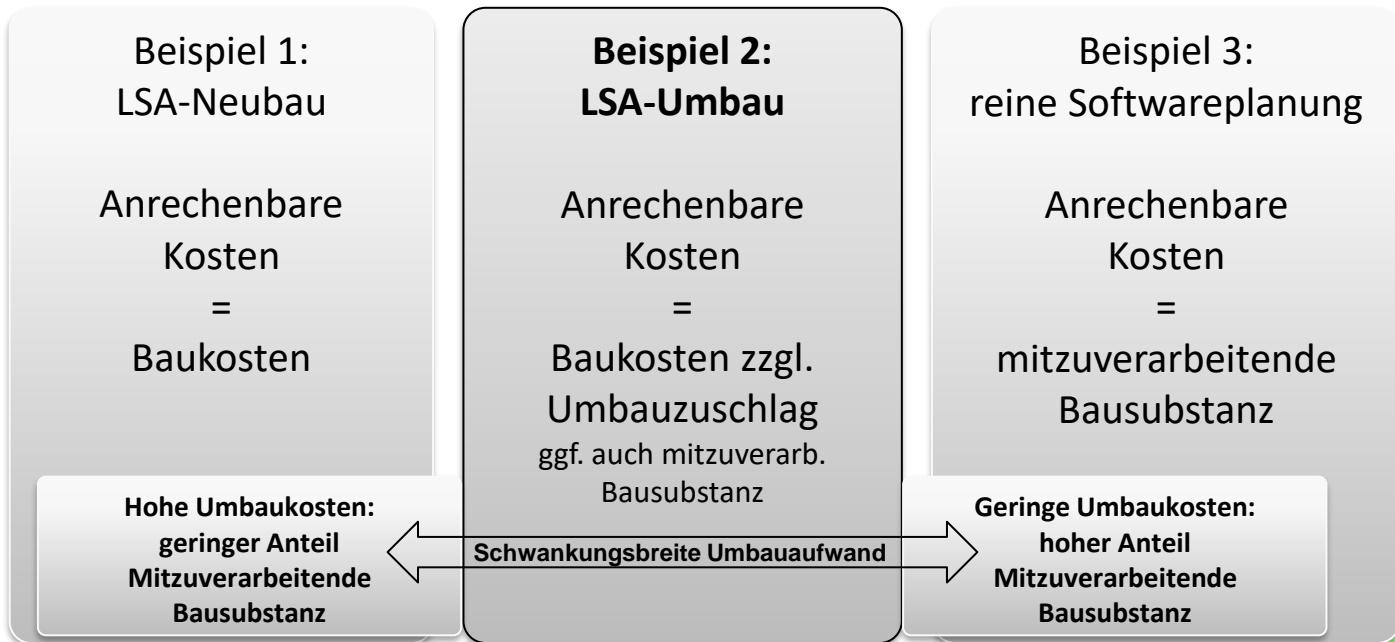 Beispiel 1:
LSA-Neubau
Anrechenbare
Kosten
=
Baukosten
Hohe Umbaukosten:
geringer Anteil
Mitzuverarbeitende
Bausubstanz
Beispiel 2:
LSA-Umbau
Anrechenbare
Kosten
=
Baukosten zzgl.
Umbauzuschlag
ggf. auch mitzuverarb.
Bausubstanz
Schwankungsbreite Umbauaufwand
Beispiel 3:
reine Softwareplanung
Anrechenbare
Kosten
=
mitzuverarbeitende
Bausubstanz
Geringe Umbaukosten:
hoher Anteil
Mitzuverarbeitende
Bausubstanz